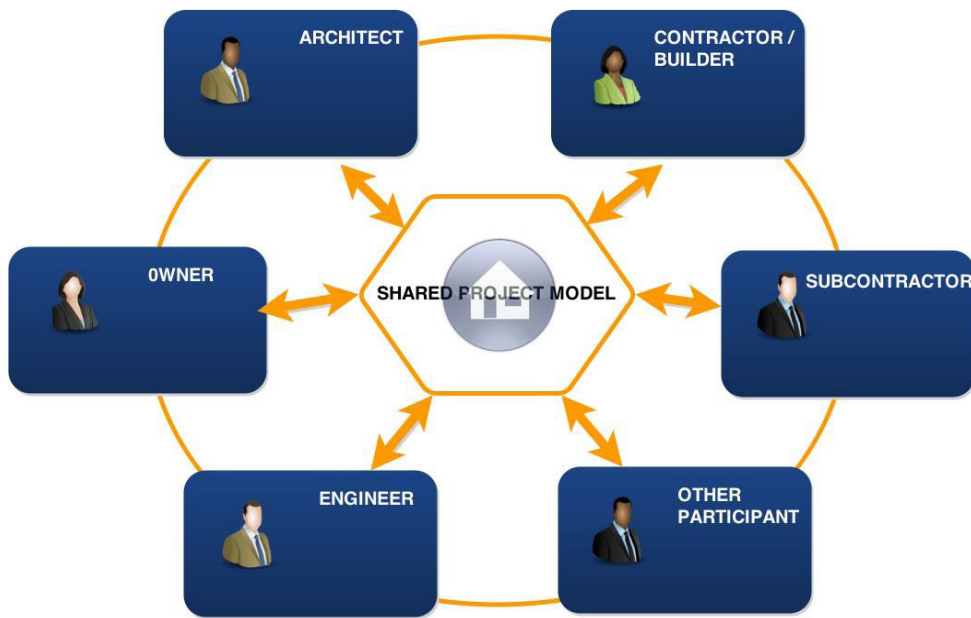 ARCHITECT
CONTRACTOR /
BUILDER
0WNER
SHARED PROJECT MODEL
SUBCONTRACTOR
ENGINEER
OTHER
PARTICIPANT